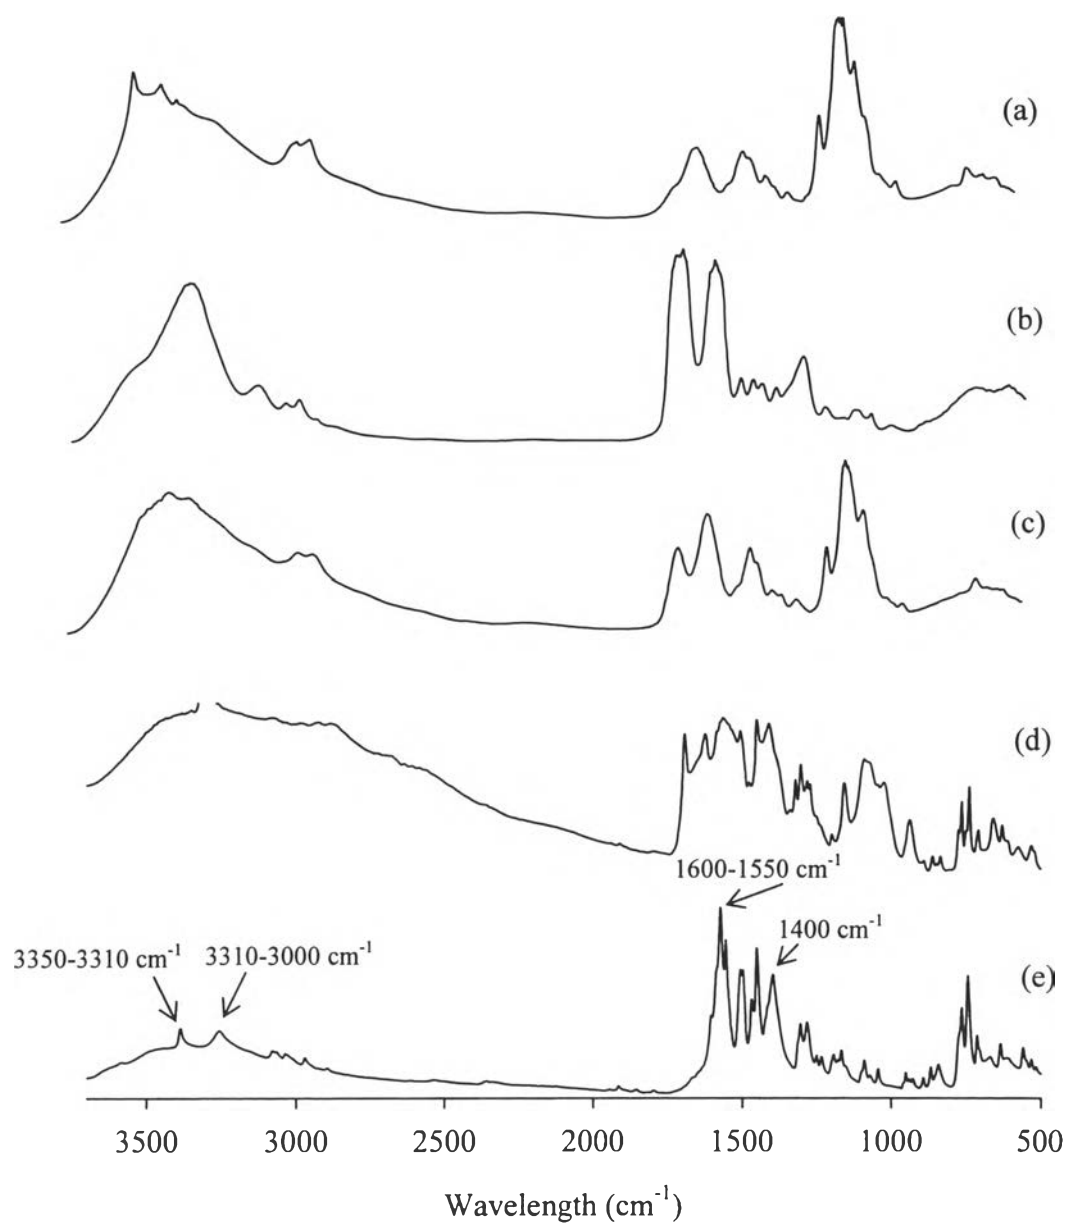 (a)
(b)
(c)
(d)
1600-1550 cm⁻¹
1400 cm⁻¹
3350-3310 cm⁻¹ 3310-3000 cm⁻¹
(e)
3500 3000 2500 2000 1500 1000 500
Wavelength (cm⁻¹)